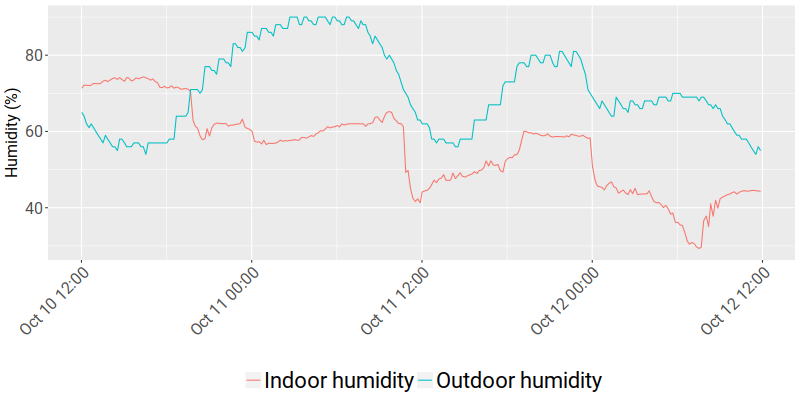 Humidity (%)
80
60
40
Oct 10 12:00
Oct 11 00:00
Oct 11 12:00
Oct 12 00:00
Oct 12 12:00
Indoor humidity
Outdoor humidity